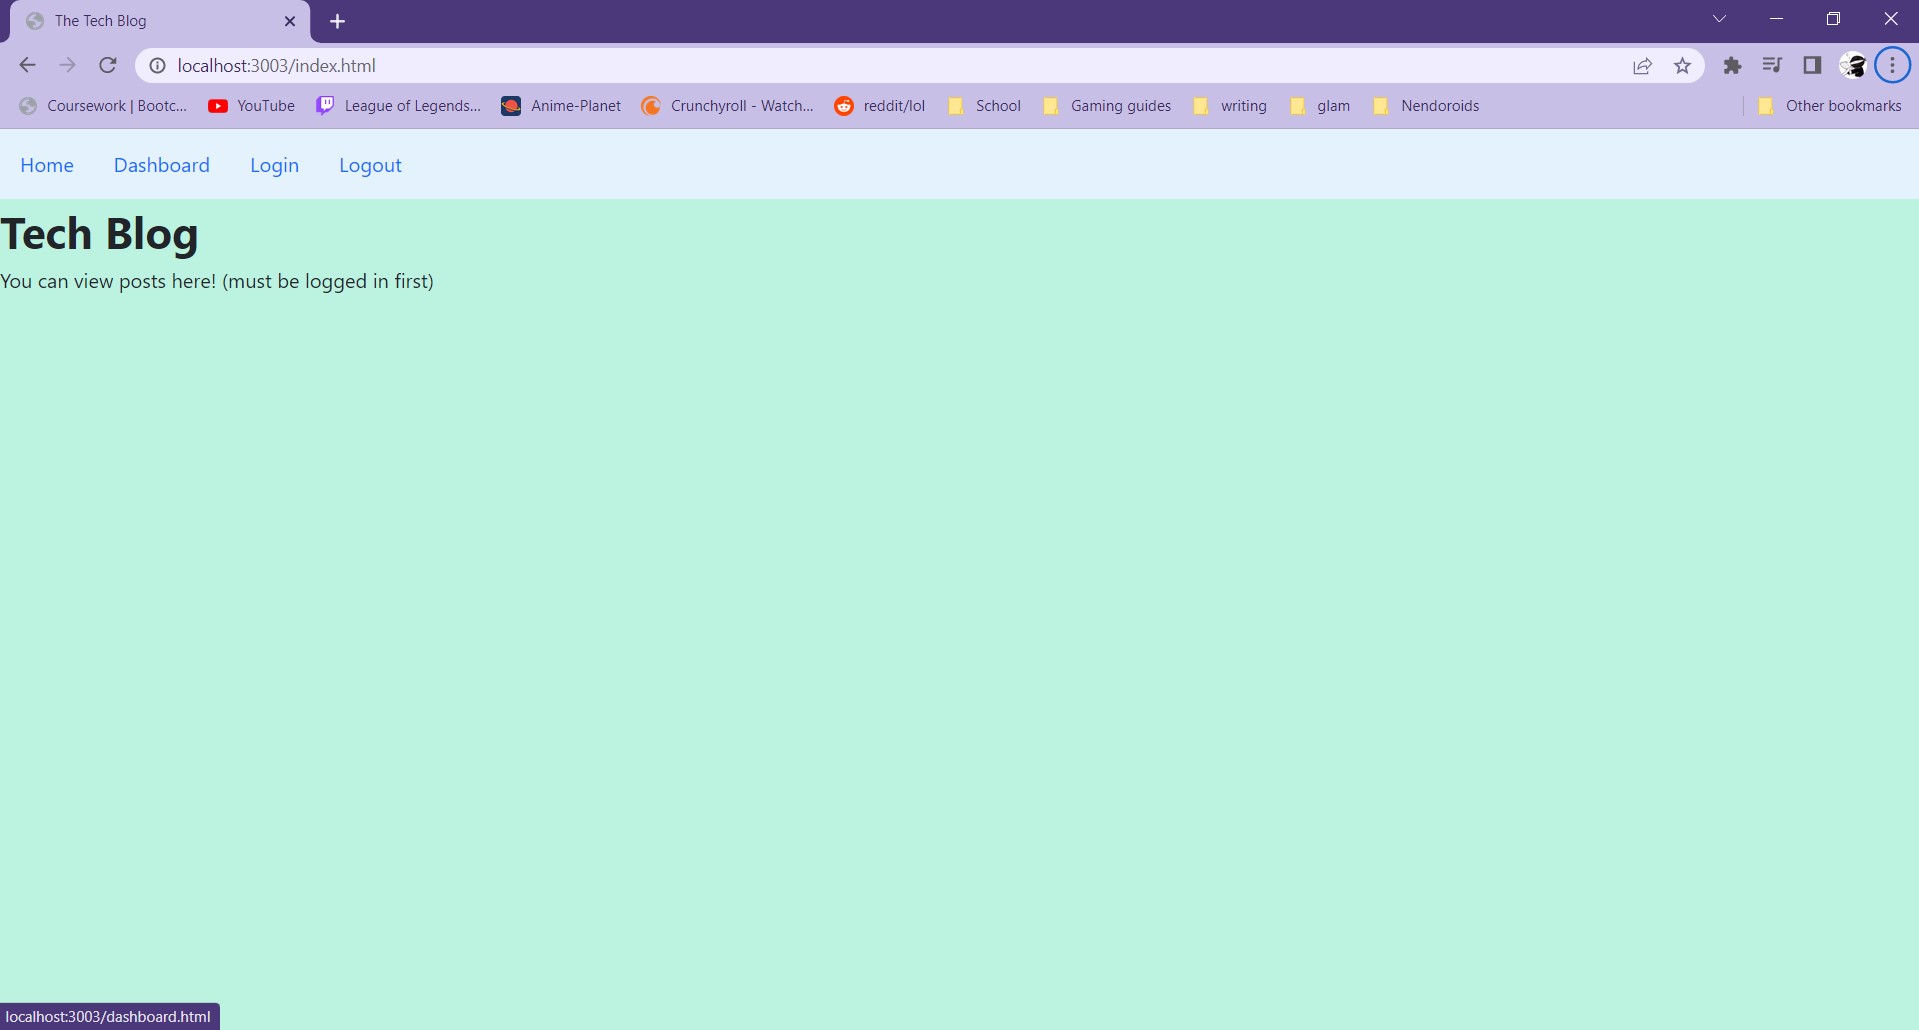 The Tech Blog
localhost:3003/index.html
Coursework | Bootc... YouTube League of Legends... Anime-Planet Crunchyroll - Watch... reddit/lol School Gaming guides writing glam Nendoroids Other bookmarks
Home Dashboard Login Logout
Tech Blog
You can view posts here! (must be logged in first)
localhost:3003/dashboard.html